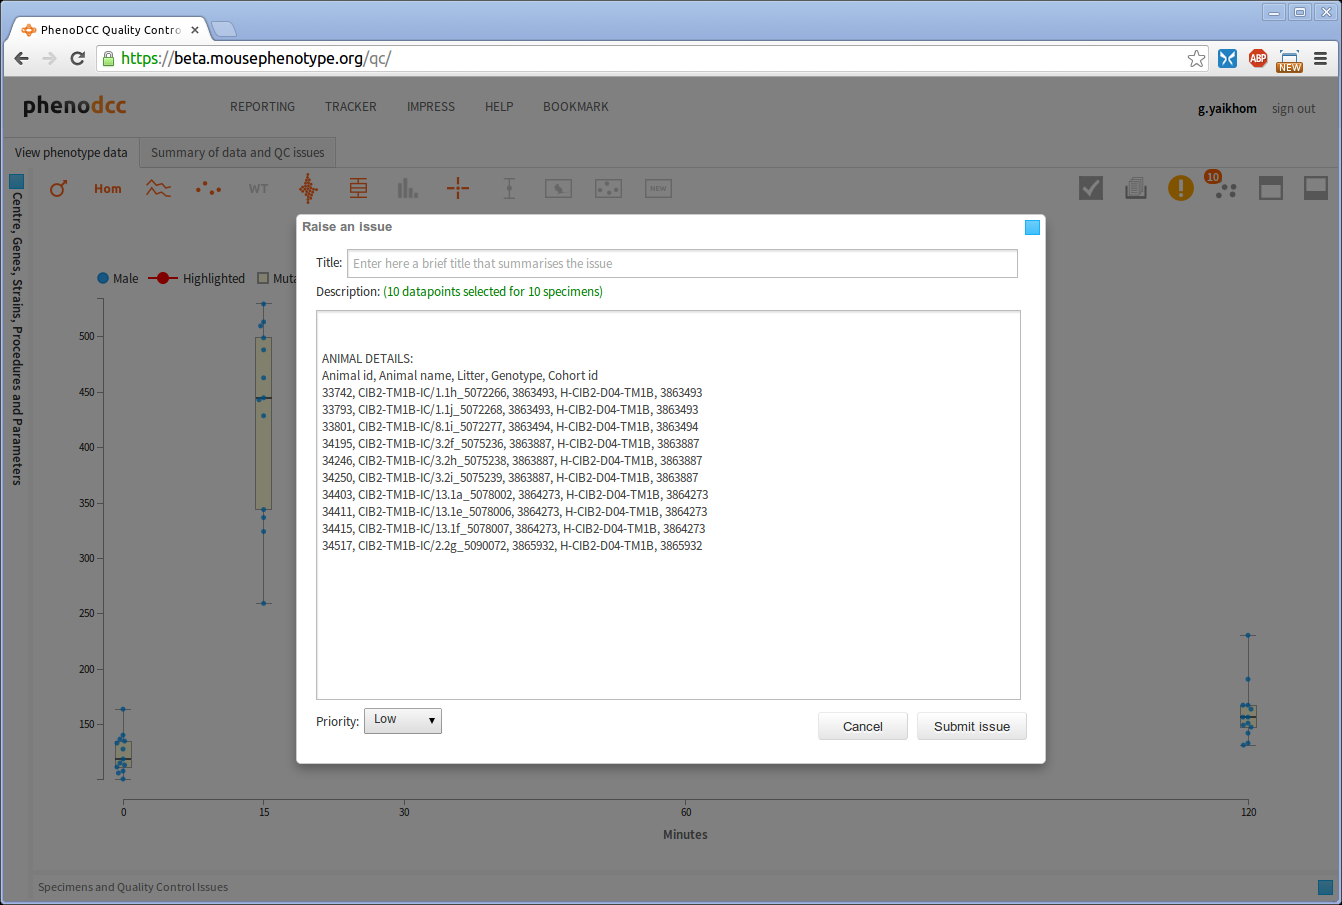 PhenoDCC Quality Contro
https://beta.mousephenotype.org/qc/
ABP
NEW
phenodcc
REPORTING TRACKER IMPRESS HELP BOOKMARK
g.yaikhom sign out
View phenotype data Summary of data and QC issues
Centre, Genes, Strains, Procedures and Parameters
Hom WT NEW
10
Raise an issue
Title: Enter here a brief title that summarises the issue
Description: (10 datapoints selected for 10 specimens)
ANIMAL DETAILS:
Animal id, Animal name, Litter, Genotype, Cohort id
33742, CIB2-TM1B-IC/1.1h_5072266, 3863493, H-CIB2-D04-TM1B, 3863493
33793, CIB2-TM1B-IC/1.1j_5072268, 3863493, H-CIB2-D04-TM1B, 3863493
33801, CIB2-TM1B-IC/8.1i_5072277, 3863494, H-CIB2-D04-TM1B, 3863494
34195, CIB2-TM1B-IC/3.2f_5075236, 3863887, H-CIB2-D04-TM1B, 3863887
34246, CIB2-TM1B-IC/3.2h_5075238, 3863887, H-CIB2-D04-TM1B, 3863887
34250, CIB2-TM1B-IC/3.2i_5075239, 3863887, H-CIB2-D04-TM1B, 3863887
34403, CIB2-TM1B-IC/13.1a_5078002, 3864273, H-CIB2-D04-TM1B, 3864273
34411, CIB2-TM1B-IC/13.1e_5078006, 3864273, H-CIB2-D04-TM1B, 3864273
34415, CIB2-TM1B-IC/13.1f_5078007, 3864273, H-CIB2-D04-TM1B, 3864273
34517, CIB2-TM1B-IC/2.2g_5090072, 3865932, H-CIB2-D04-TM1B, 3865932
Priority: Low
Cancel Submit issue
Male Highlighted Muta
500
450
400
350
300
250
200
150
0 15 30 60 120
Minutes
Specimens and Quality Control Issues